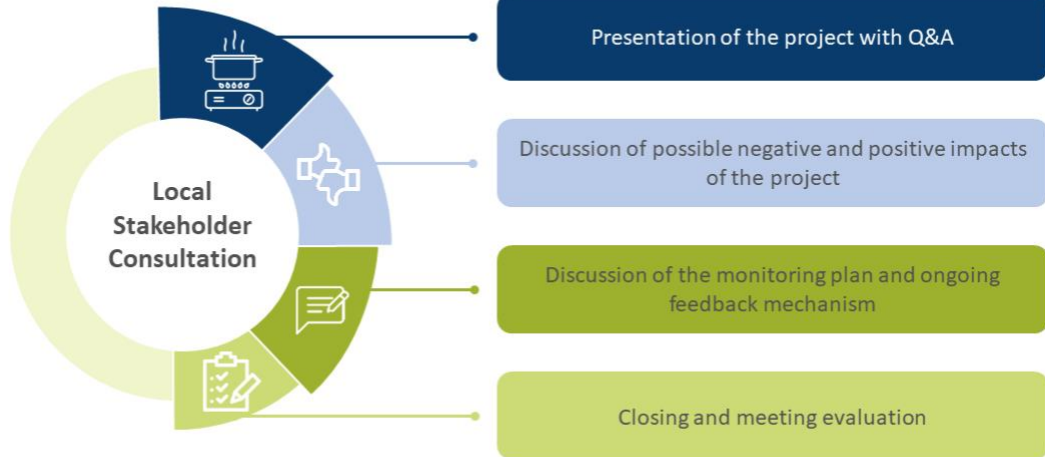 Local
Stakeholder
Consultation
Presentation of the project with Q&A
Discussion of possible negative and positive impacts
of the project
Discussion of the monitoring plan and ongoing
feedback mechanism
Closing and meeting evaluation